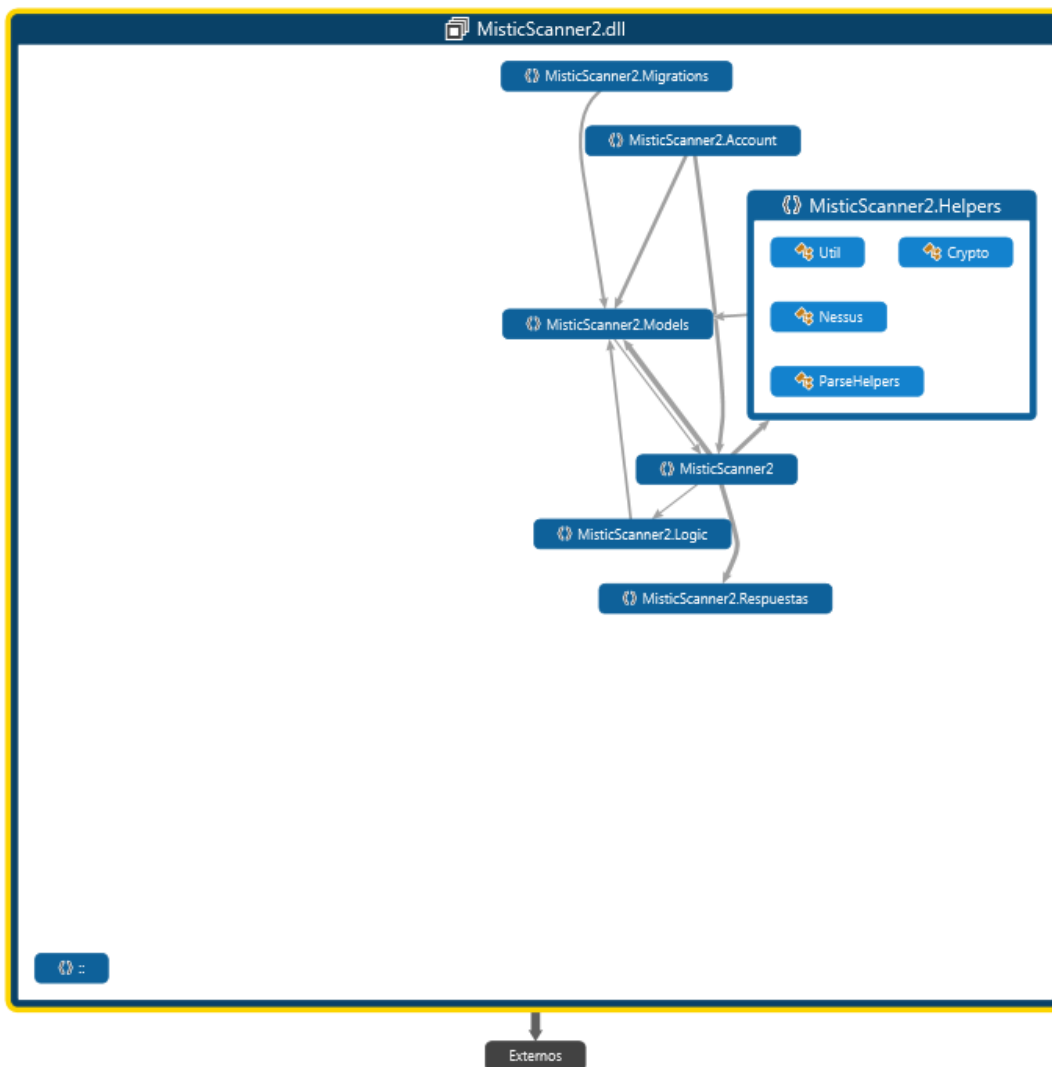 MisticScanner2.dll
MisticScanner2.Migrations
MisticScanner2.Account
MisticScanner2.Helpers
Util
Crypto
Nessus
MisticScanner2.Models
ParseHelpers
MisticScanner2
MisticScanner2.Logic
MisticScanner2.Respuestas
::
Externos